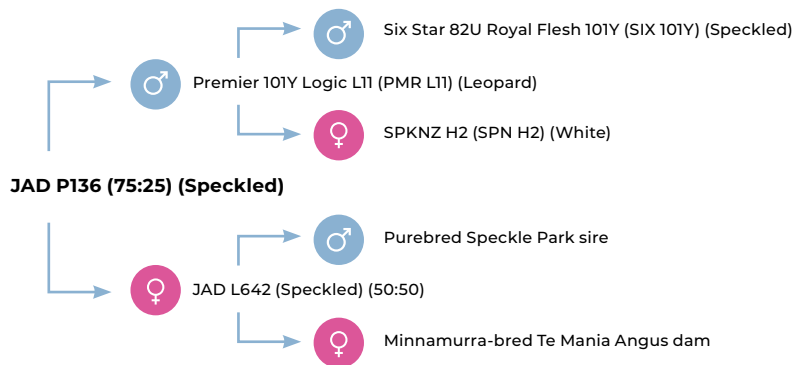 Six Star 82U Royal Flesh 101Y (SIX 101Y) (Speckled)
Premier 101Y Logic L11 (PMR L11) (Leopard)
SPKNZ H2 (SPN H2) (White)
JAD P136 (75:25) (Speckled)
Purebred Speckle Park sire
JAD L642 (Speckled) (50:50)
Minnamurra-bred Te Mania Angus dam